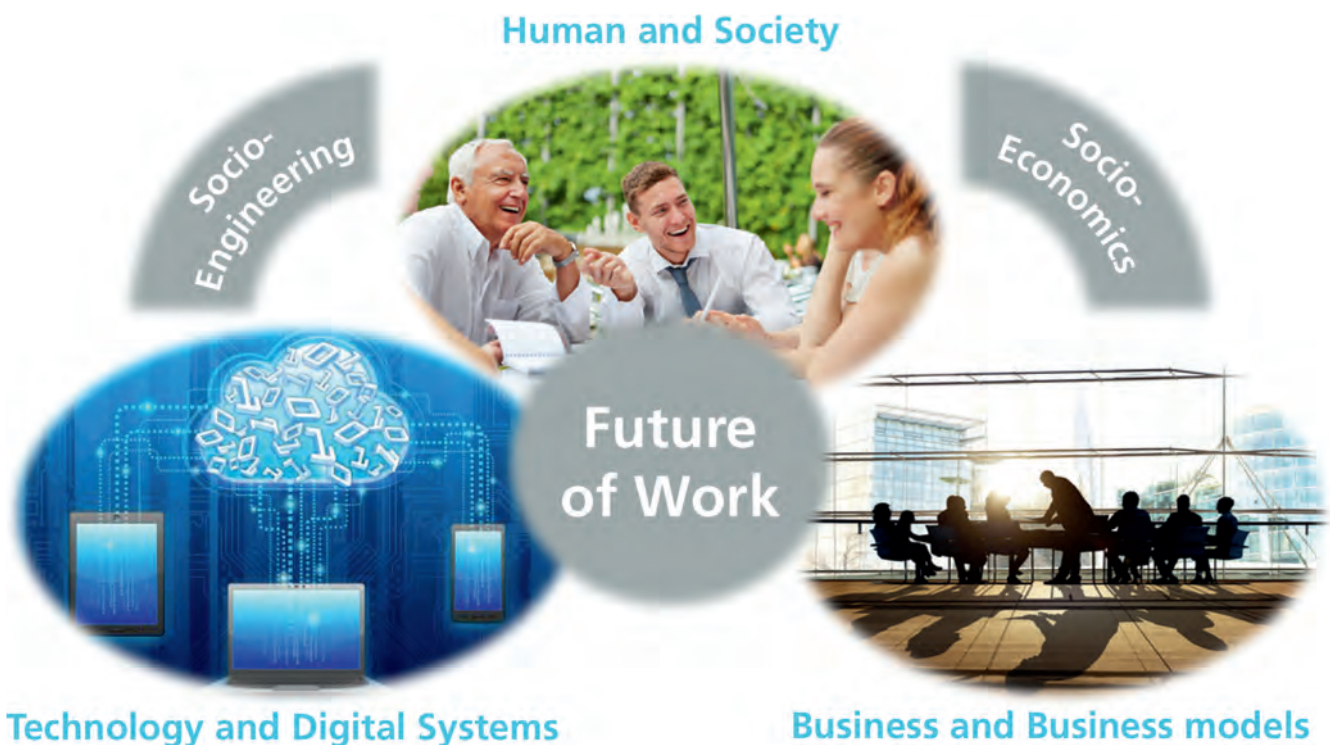 Human and Society
Socio-
Engineering
Socio-
Economics
Future
of Work
Technology and Digital Systems
Business and Business models